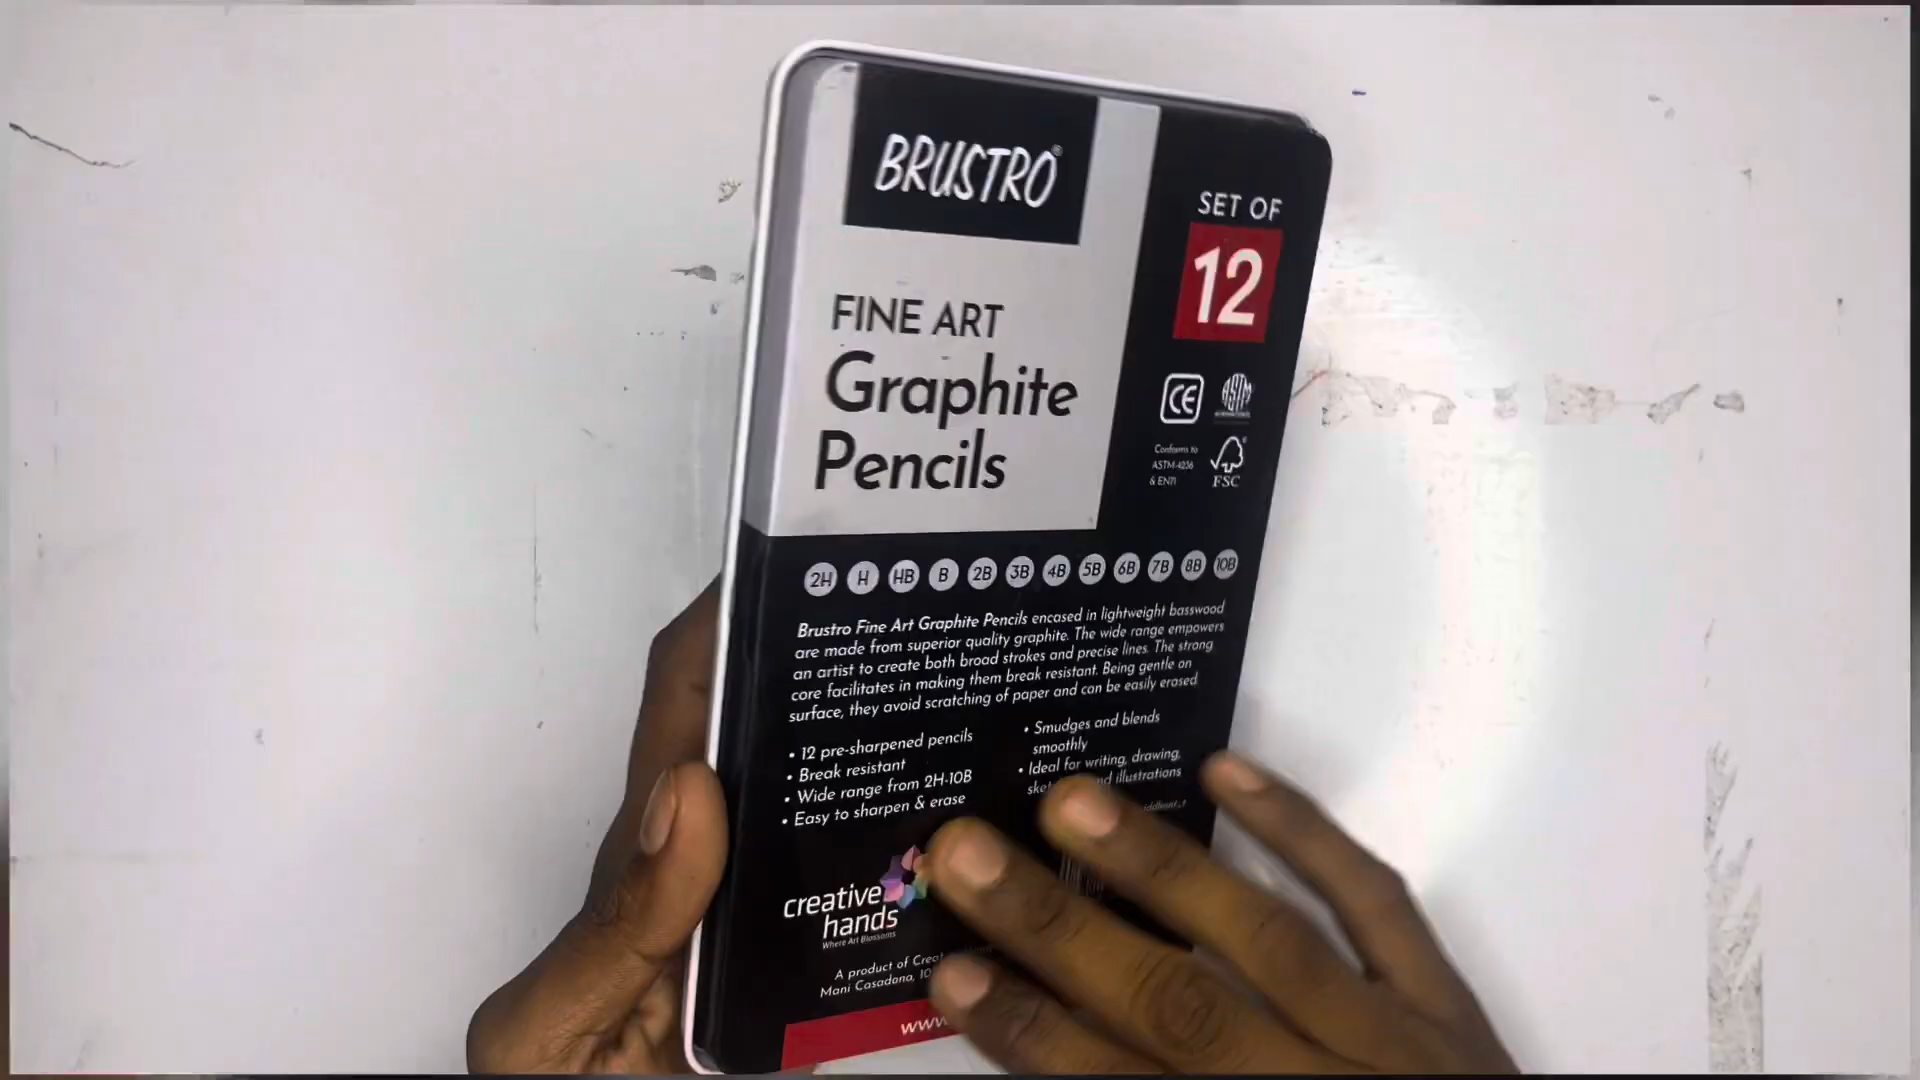 BRUSTRO®
SET OF
12
FINE ART
Graphite
Pencils
CE
ASTM
INTERNATIONAL
Conforms to
ASTM-4236
& EN71
FSC
2H H HB B 2B 3B 4B 5B 6B 7B 8B 10B
Brustro Fine Art Graphite Pencils encased in lightweight basswood
are made from superior quality graphite. The wide range empowers
an artist to create both broad strokes and precise lines. The strong
core facilitates in making them break resistant. Being gentle on
surface, they avoid scratching of paper and can be easily erased
• 12 pre-sharpened pencils
• Break resistant
• Wide range from 2H-10B
• Easy to sharpen & erase
• Smudges and blends
smoothly
• Ideal for writing, drawing,
illustrations
creative
hands
Where Art Blossoms
A product of
Mani Casadona,
www.